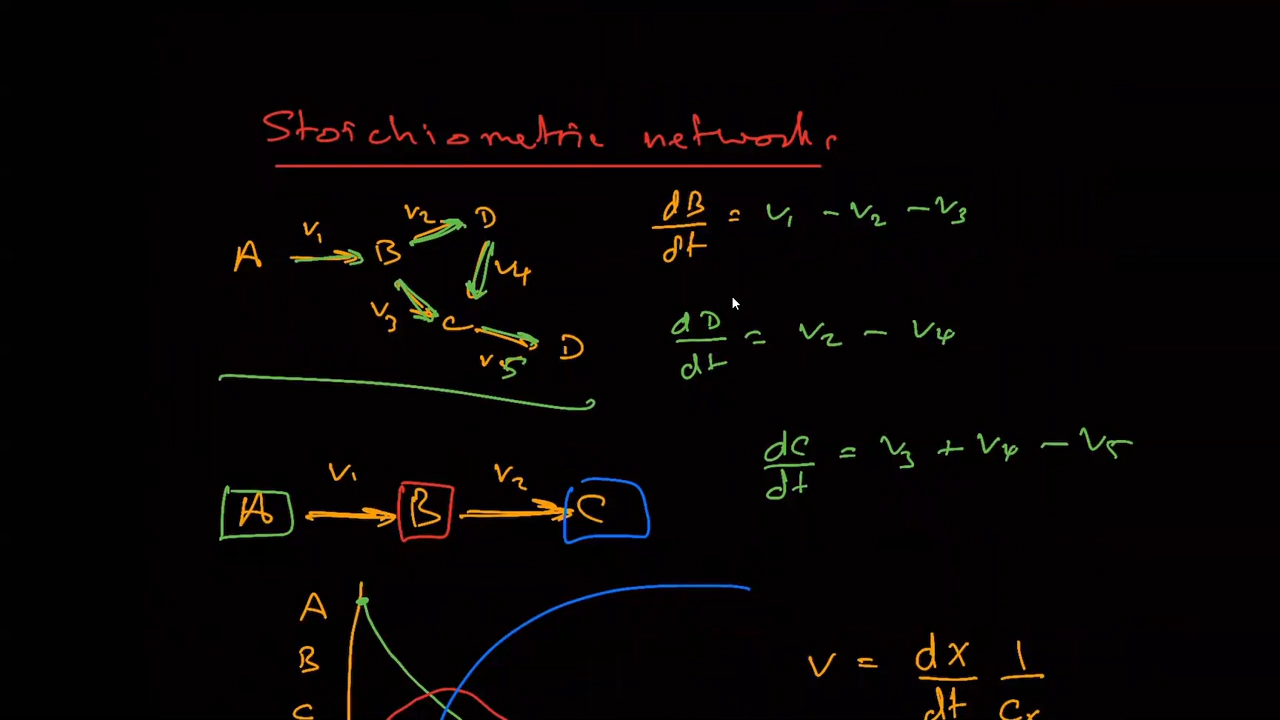 Stoichiometric networks
A v1 B v2 D v4 v3 C v5 D
dB/dt = v1 - v2 - v3
dD/dt = v2 - v4
dC/dt = v3 + v4 - v5
A v1 B v2 C
A
B
C
v = dX/dt 1/Cr